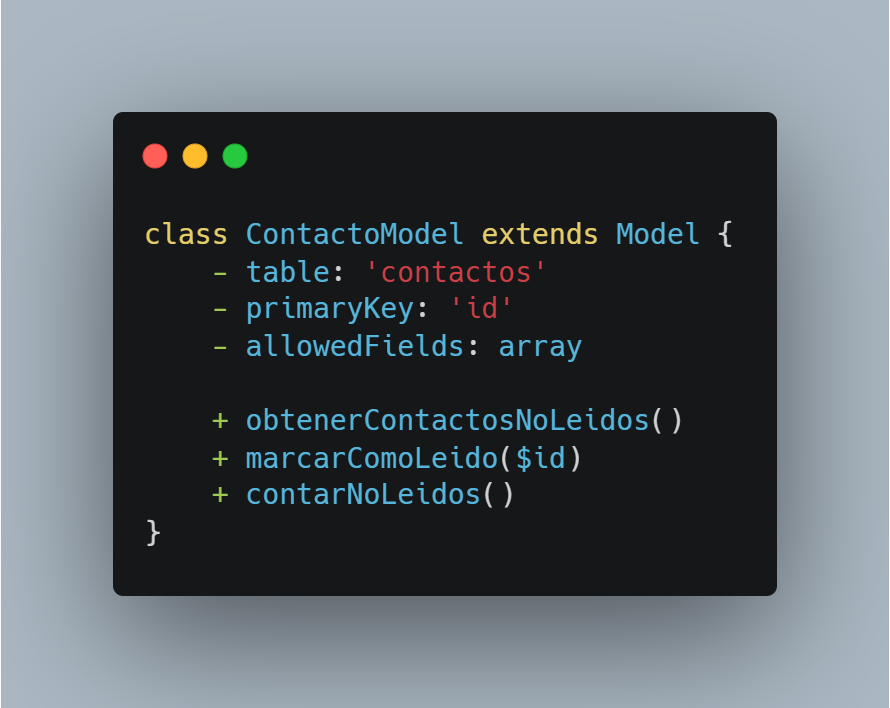 class ContactoModel extends Model {
    - table: 'contactos'
    - primaryKey: 'id'
    - allowedFields: array

    + obtenerContactosNoLeidos()
    + marcarComoLeido($id)
    + contarNoLeidos()
}